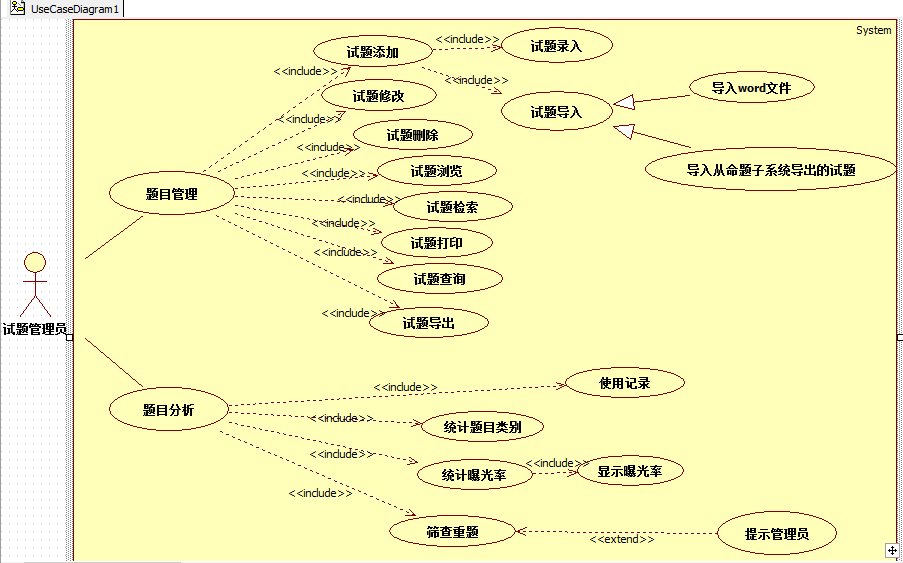 UseCaseDiagram1
System
试题添加
<<include>>
试题录入
<<include>>
<<include>>
导入word文件
试题修改
试题导入
<<include>>
试题删除
<<include>>
试题浏览
导入从命题子系统导出的试题
<<include>>
题目管理
<<include>>
试题检索
<<include>>
试题打印
<<include>>
试题查询
<<include>>
试题导出
试题管理员
<<include>>
使用记录
题目分析
<<include>>
统计题目类别
<<include>>
统计曝光率
<<include>>
显示曝光率
<<include>>
筛查重题
<<extend>>
提示管理员